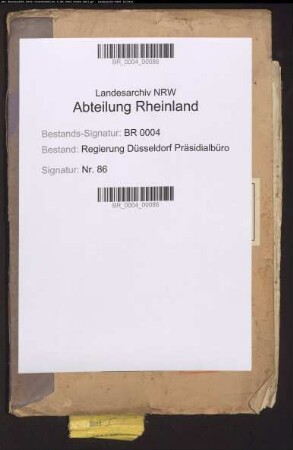 BR_0004_00086
Landesarchiv NRW
Abteilung Rheinland
Bestands-Signatur: BR 0004
Bestand: Regierung Düsseldorf Präsidialbüro
Signatur: Nr. 86
BR_0004_00086